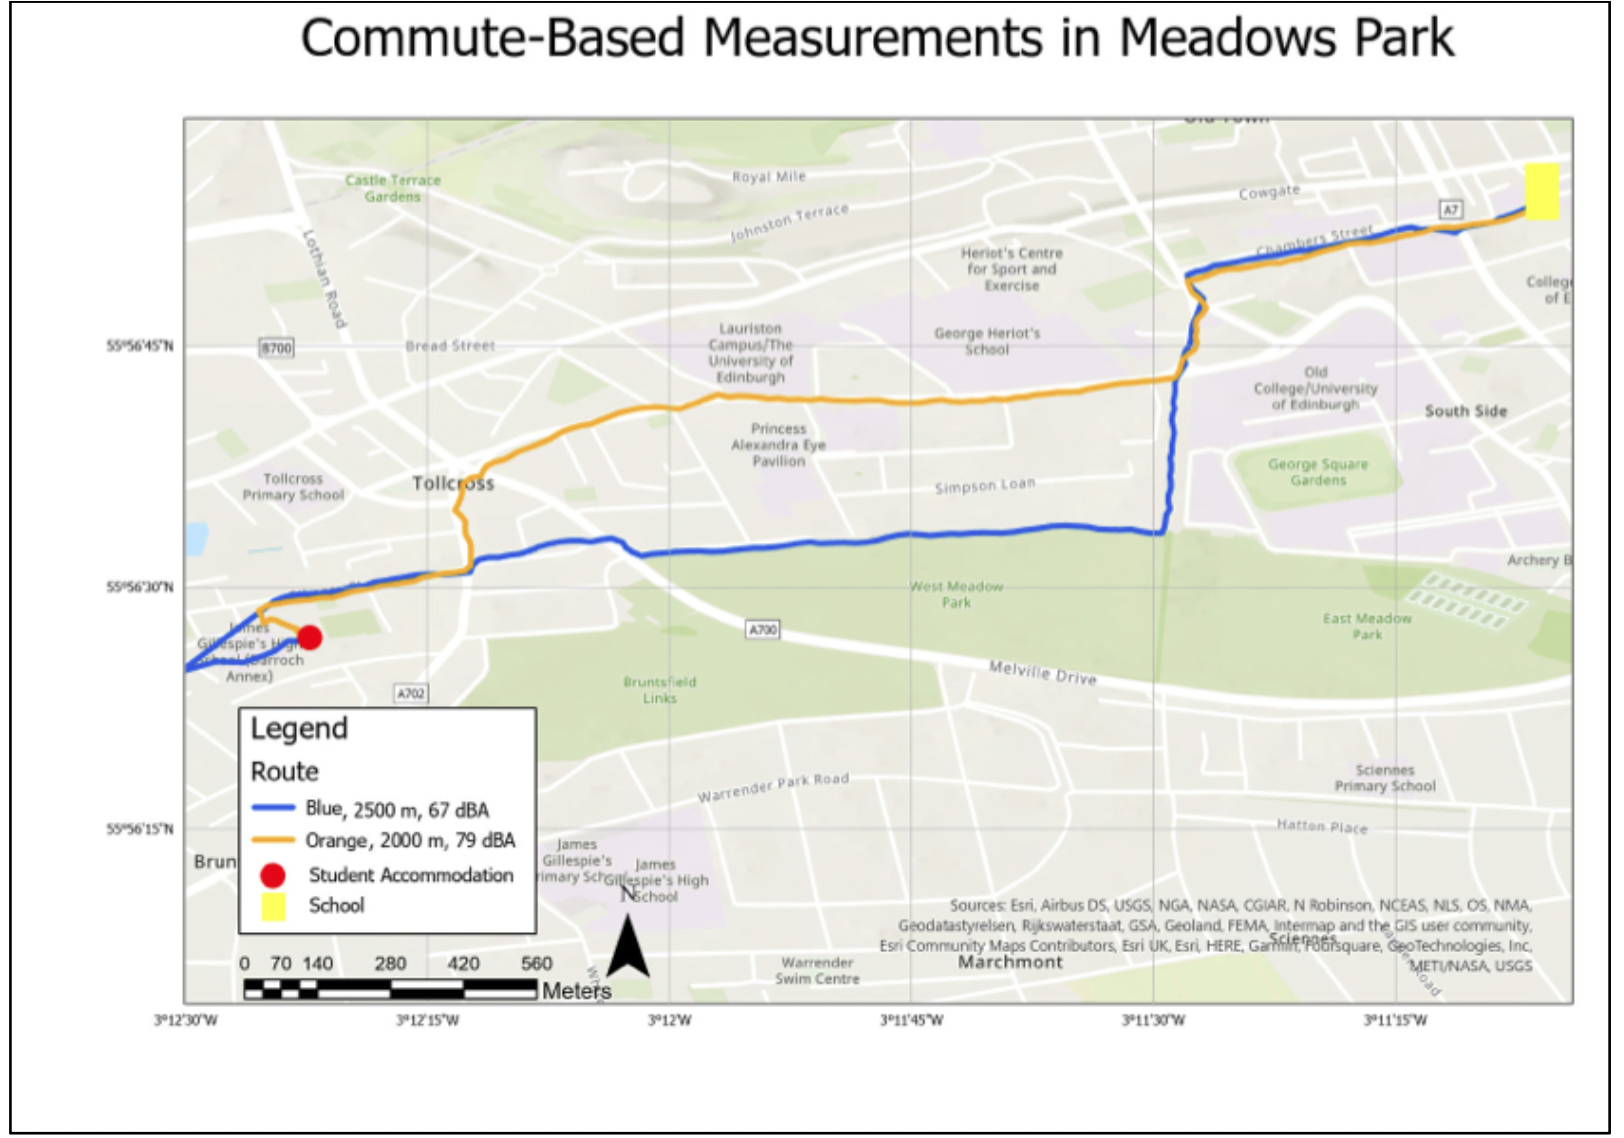 Commute-Based Measurements in Meadows Park
Royal Mile
Castle Terrace
Gardens
Cowgate
Johnston Terrace
A7
Chambers Street
Lothian Road
Heriot's Centre
for Sport and
Exercise
Lauriston
Campus/The
University of
Edinburgh
George Heriot's
School
55°56'45"N
B700
Bread Street
Old
College/University
of Edinburgh
South Side
Princess
Alexandra Eye
Pavilion
Tollcross
Primary School
Tollcross
Simpson Loan
George Square
Gardens
Archery B
55°56'30"N
West Meadow
Park
East Meadow
Park
James
Gillespie's High
School (Darroch
Annex)
A700
Melville Drive
A702
Bruntsfield
Links
Legend
Route
Blue, 2500 m, 67 dBA
Orange, 2000 m, 79 dBA
Student Accommodation
School
Warrender Park Road
Sciennes
Primary School
55°56'15"N
Hatton Place
Brun
James
Gillespie's
rimary School
James
Gillespie's High
School
N
Sources: Esri, Airbus DS, USGS, NGA, NASA, CGIAR, N Robinson, NCEAS, NLS, OS, NMA,
Geodatastyrelsen, Rijkswaterstaat, GSA, Geoland, FEMA, Intermap and the GIS user community,
Esri Community Maps Contributors, Esri UK, Esri, HERE, Garmin, Foursquare, GeoTechnologies, Inc,
METI/NASA, USGS
Sciennes
Marchmont
Warrender
Swim Centre
0 70 140 280 420 560
Meters
3°12'30"W 3°12'15"W 3°12'W 3°11'45"W 3°11'30"W 3°11'15"W